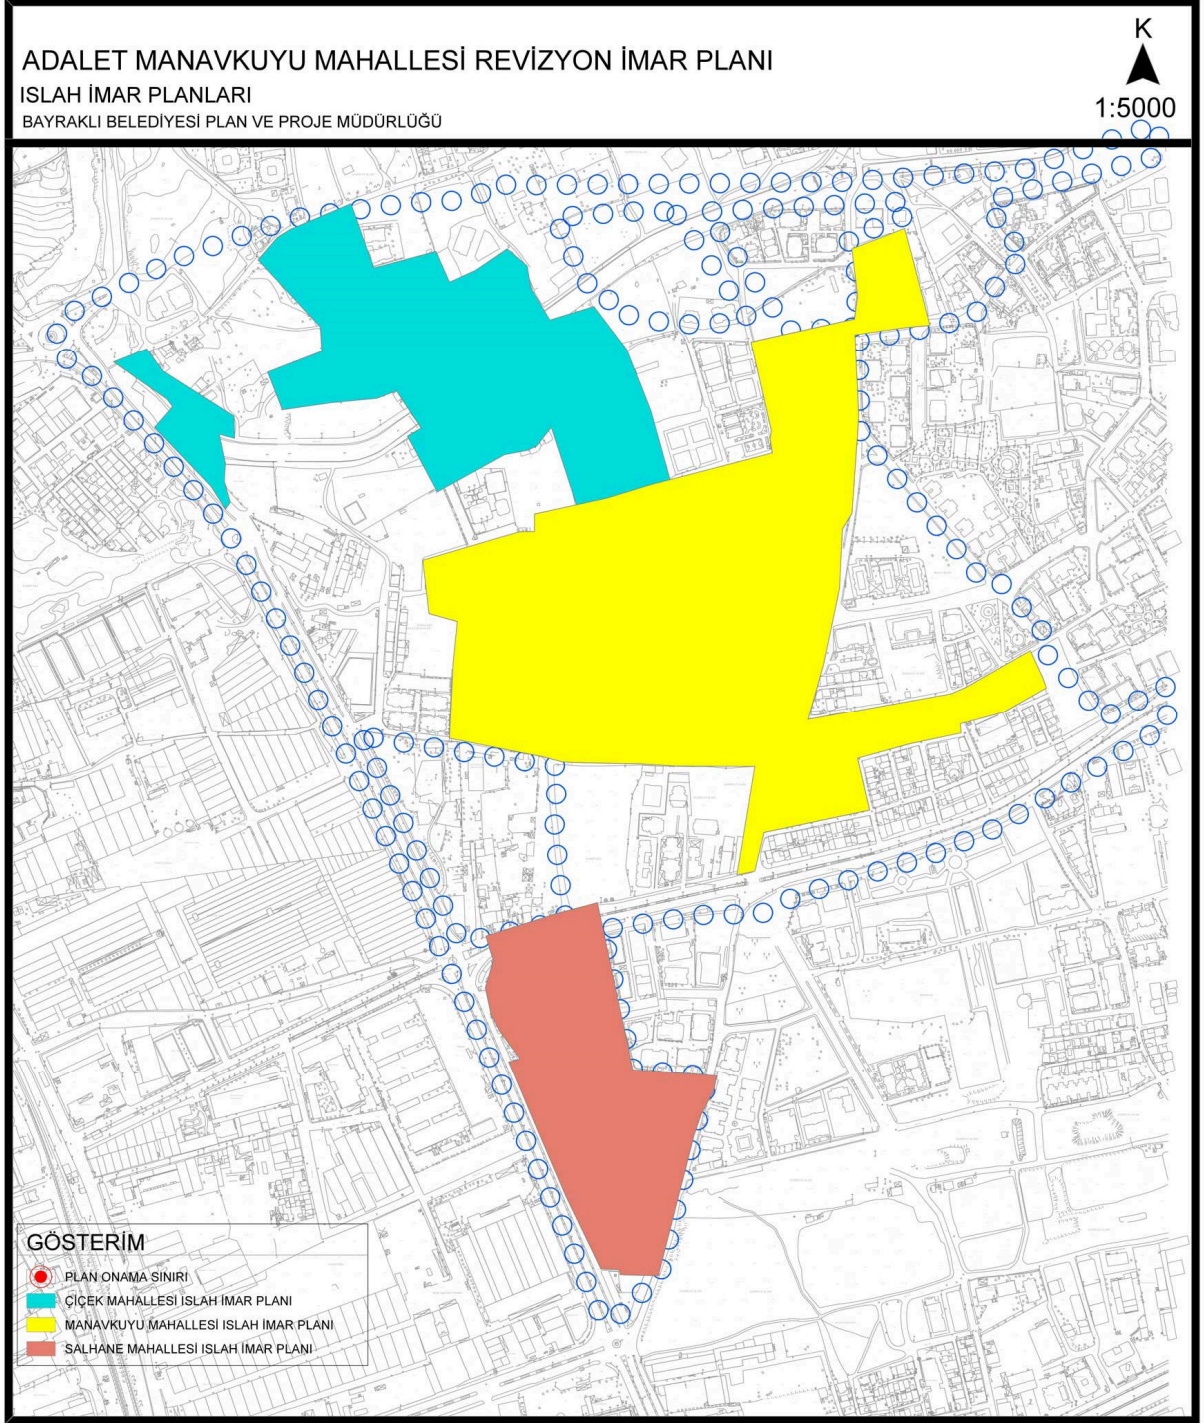 ADALET MANAVKUYU MAHALLESİ REVİZYON İMAR PLANI
ISLAH İMAR PLANLARI
BAYRAKLI BELEDİYESİ PLAN VE PROJE MÜDÜRLÜĞÜ
K
1:5000
GÖSTERİM
PLAN ONAMA SINIRI
ÇİÇEK MAHALLESİ ISLAH İMAR PLANI
MANAVKUYU MAHALLESİ ISLAH İMAR PLANI
SALHANE MAHALLESİ ISLAH İMAR PLANI